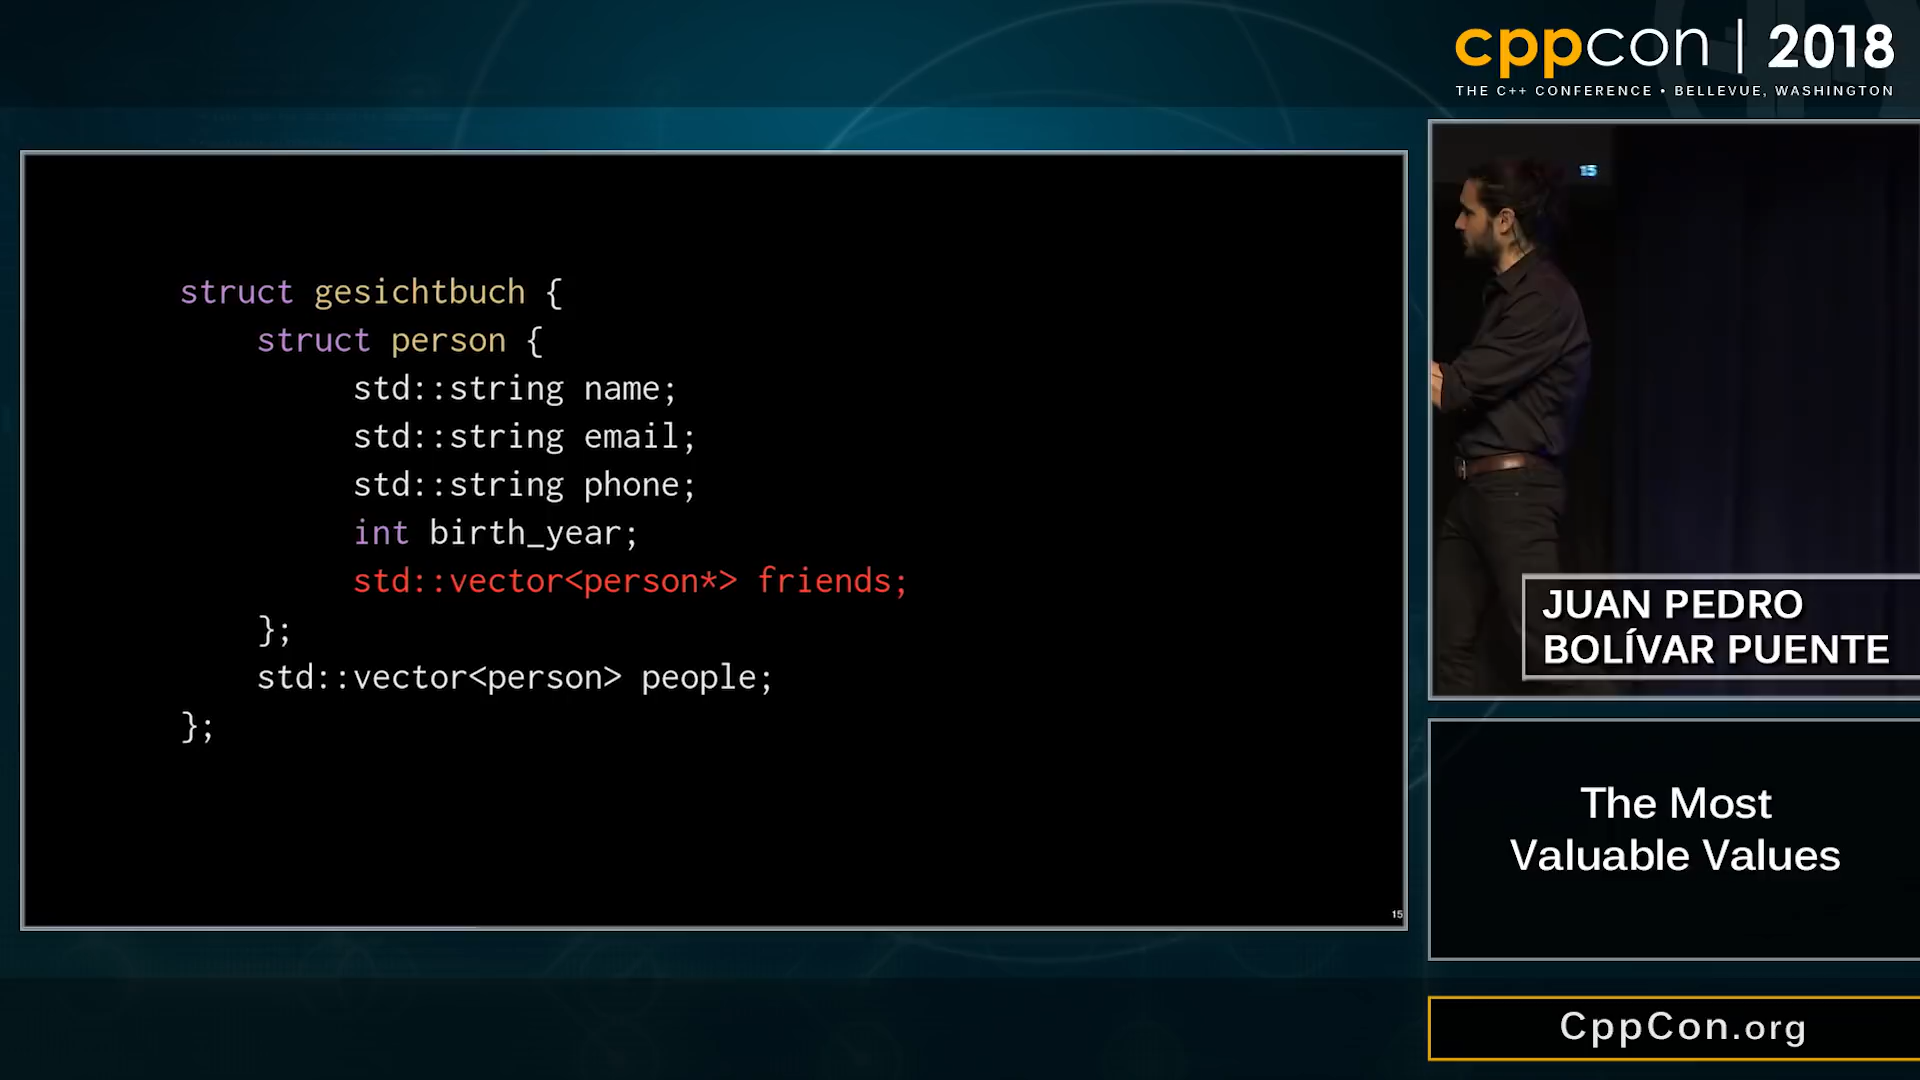 cppcon | 2018
THE C++ CONFERENCE • BELLEVUE, WASHINGTON
15
struct gesichtbuch {
struct person {
std::string name;
std::string email;
std::string phone;
int birth_year;
std::vector<person*> friends;
};
std::vector<person> people;
};
15
JUAN PEDRO
BOLÍVAR PUENTE
The Most
Valuable Values
CppCon.org